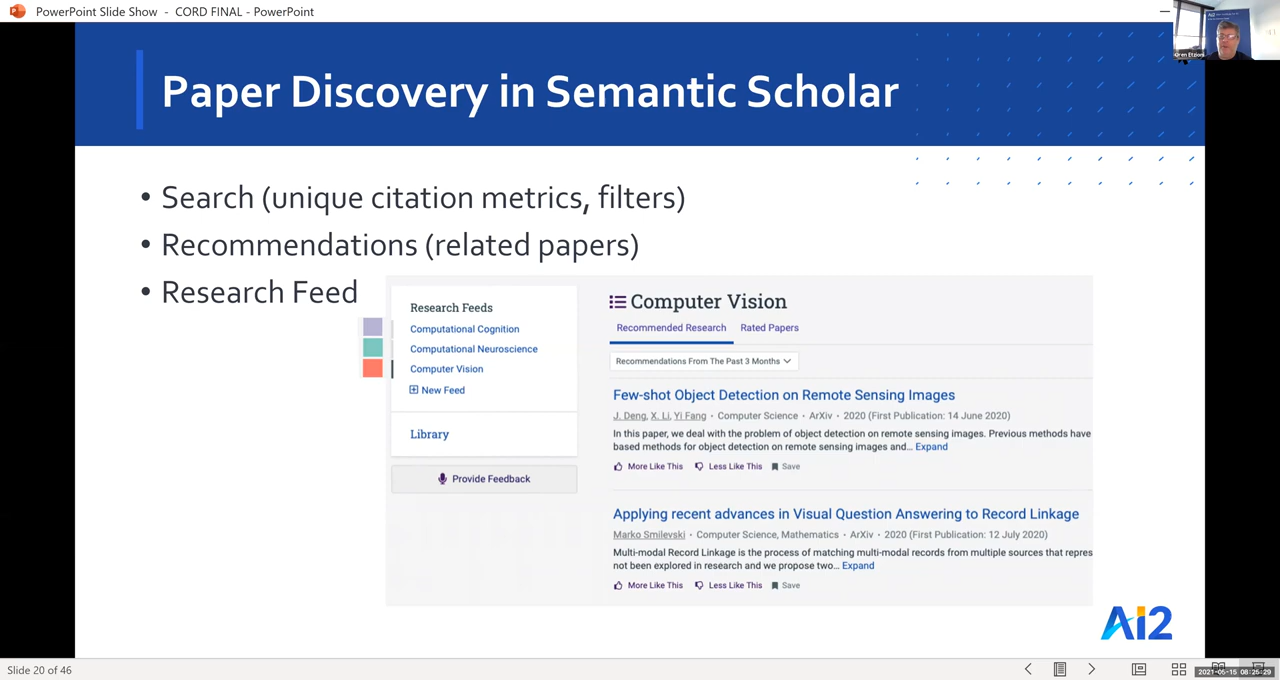 PowerPoint Slide Show - CORD FINAL - PowerPoint
Paper Discovery in Semantic Scholar
• Search (unique citation metrics, filters)
• Recommendations (related papers)
• Research Feed
Research Feeds
Computational Cognition
Computational Neuroscience
Computer Vision
New Feed
Library
Provide Feedback
Computer Vision
Recommended Research Rated Papers
Recommendations From The Past 3 Months
Few-shot Object Detection on Remote Sensing Images
J. Deng, X. Li, Yi Fang · Computer Science · ArXiv · 2020 (First Publication: 14 June 2020)
In this paper, we deal with the problem of object detection on remote sensing images. Previous methods have
based methods for object detection on remote sensing images and... Expand
More Like This Less Like This Save
Applying recent advances in Visual Question Answering to Record Linkage
Marko Smilevski · Computer Science, Mathematics · ArXiv · 2020 (First Publication: 12 July 2020)
Multi-modal Record Linkage is the process of matching multi-modal records from multiple sources that repres
not been explored in research and we propose two... Expand
More Like This Less Like This Save
Ai2
Slide 20 of 46
2021-05-15 08:25:29